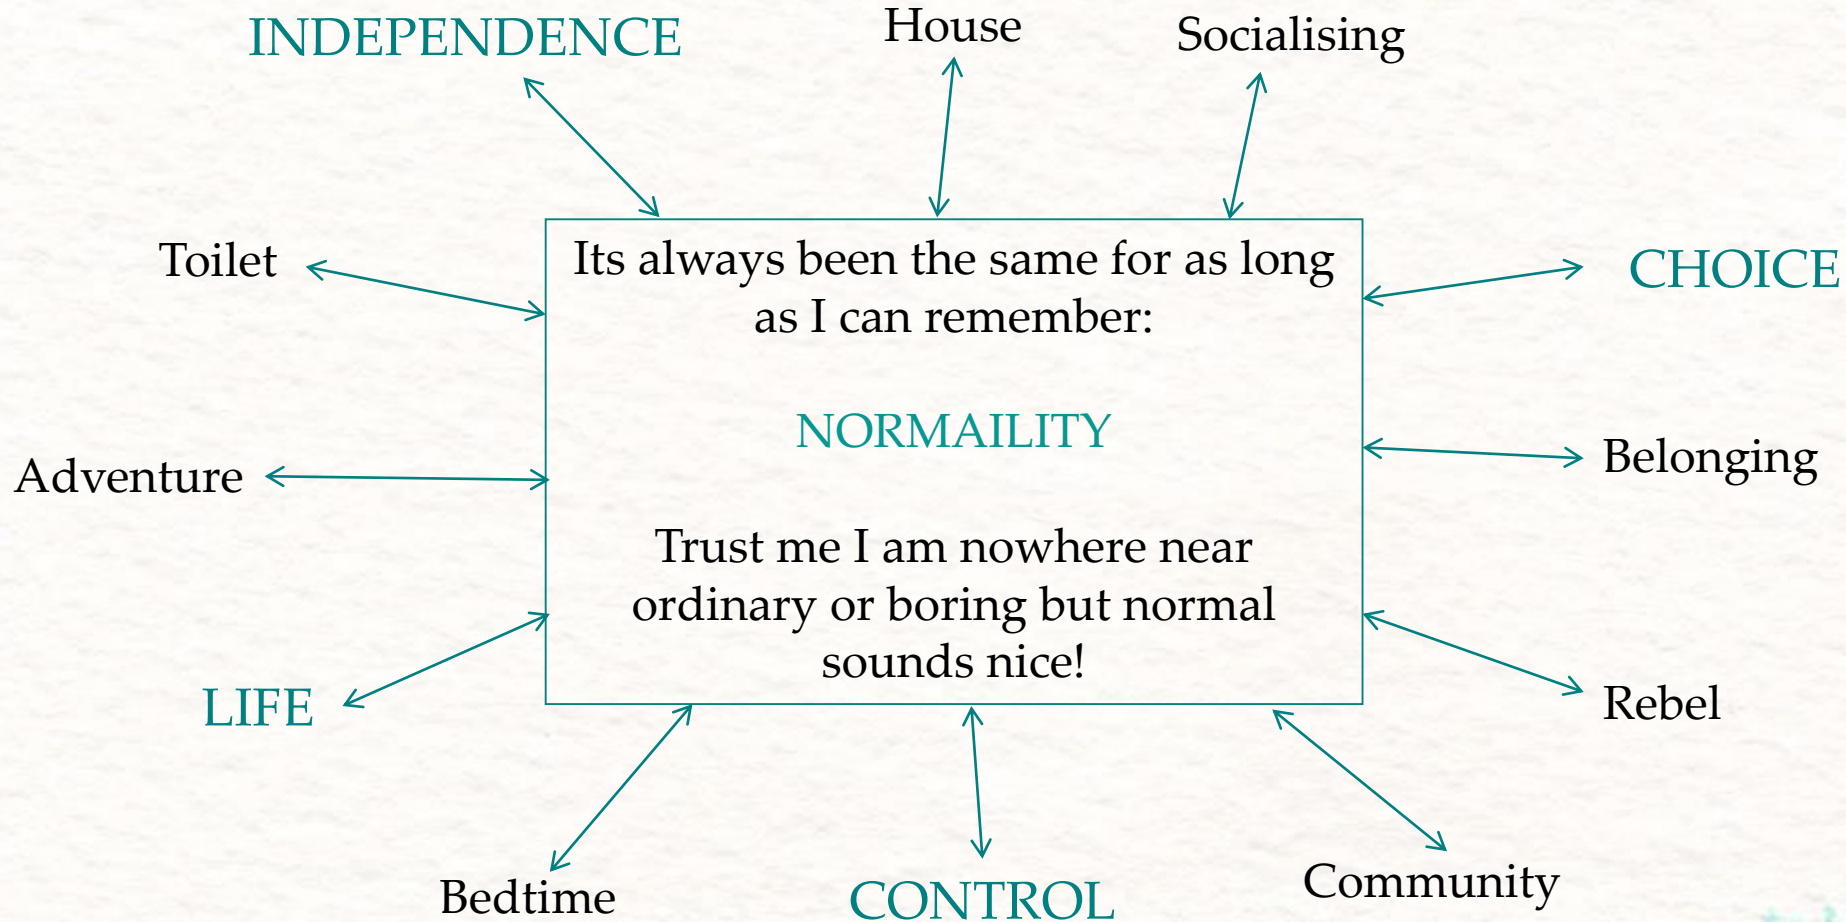 INDEPENDENCE
House
Socialising
Toilet
CHOICE
Its always been the same for as long
as I can remember:
NORMAILITY
Trust me I am nowhere near
ordinary or boring but normal
sounds nice!
Adventure
Belonging
LIFE
Rebel
Bedtime
CONTROL
Community